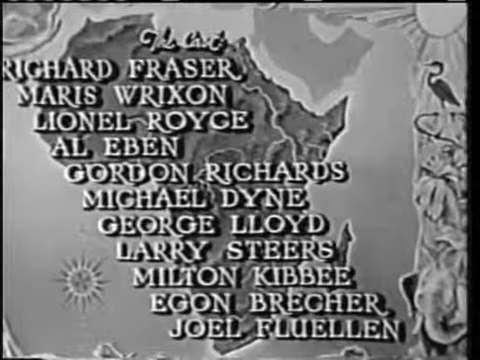 The Cast:
RICHARD FRASER
MARIS WRIXON
LIONEL ROYCE
AL EBEN
GORDON RICHARDS
MICHAEL DYNE
GEORGE LLOYD
LARRY STEERS
MILTON KIBBEE
EGON BRECHER
JOEL FLUELLEN